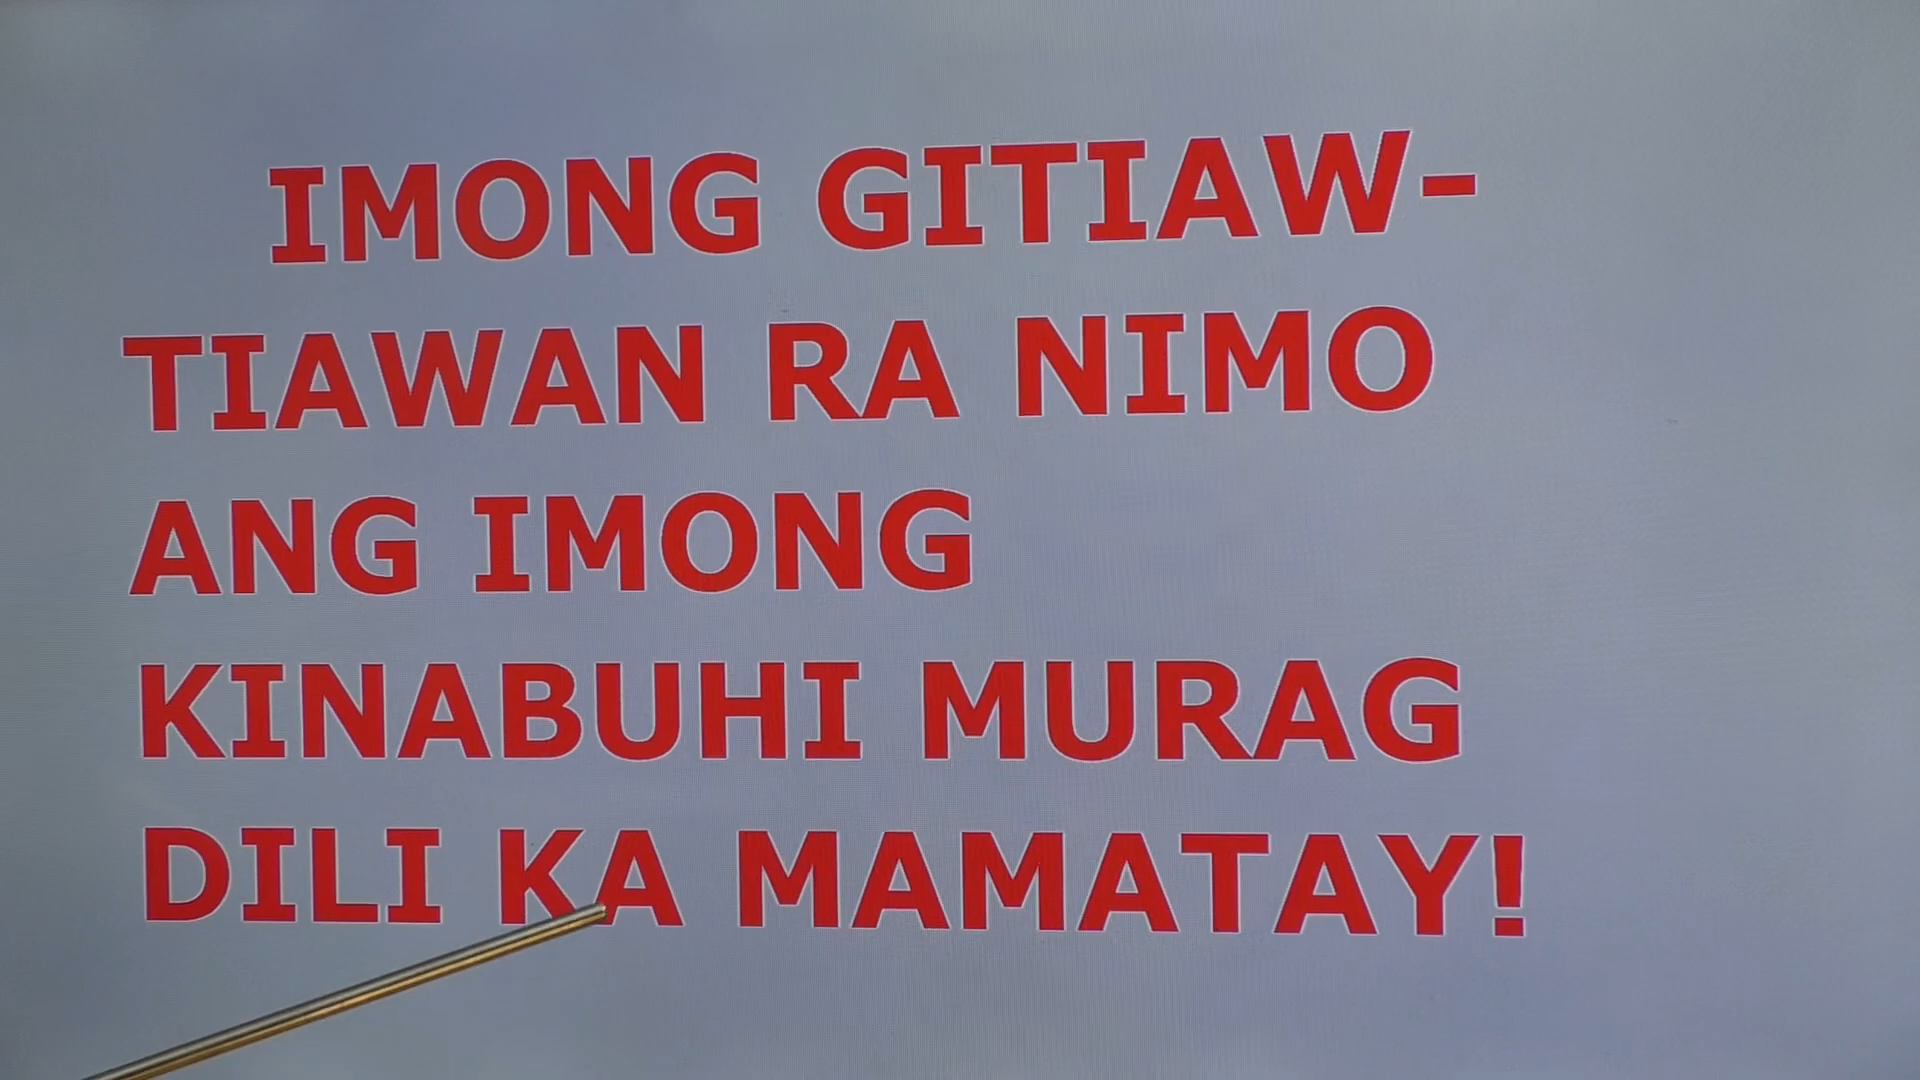 IMONG GITIAW-
TIAWAN RA NIMO
ANG IMONG
KINABUHI MURAG
DILI KA MAMATAY!